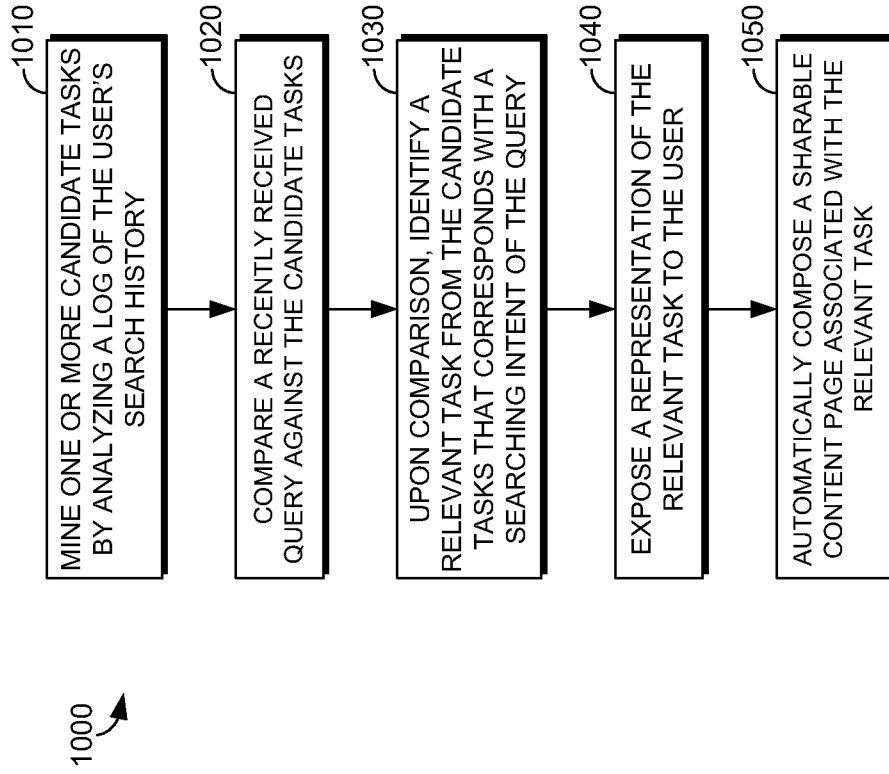 1000
1010
MINE ONE OR MORE CANDIDATE TASKS
BY ANALYZING A LOG OF THE USER'S
SEARCH HISTORY
1020
COMPARE A RECENTLY RECEIVED
QUERY AGAINST THE CANDIDATE TASKS
1030
UPON COMPARISON, IDENTIFY A
RELEVANT TASK FROM THE CANDIDATE
TASKS THAT CORRESPONDS WITH A
SEARCHING INTENT OF THE QUERY
1040
EXPOSE A REPRESENTATION OF THE
RELEVANT TASK TO THE USER
1050
AUTOMATICALLY COMPOSE A SHARABLE
CONTENT PAGE ASSOCIATED WITH THE
RELEVANT TASK